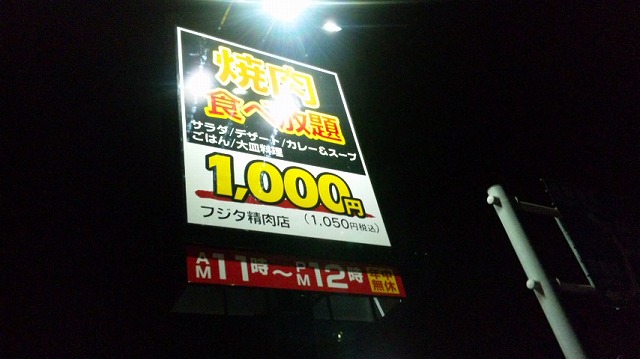 焼肉
食べ放題
サラダ/デザート/カレー&スープ
ごはん/大皿料理
1,000円
フジタ精肉店 (1,050円税込)
AM11時～PM12時 年中無休